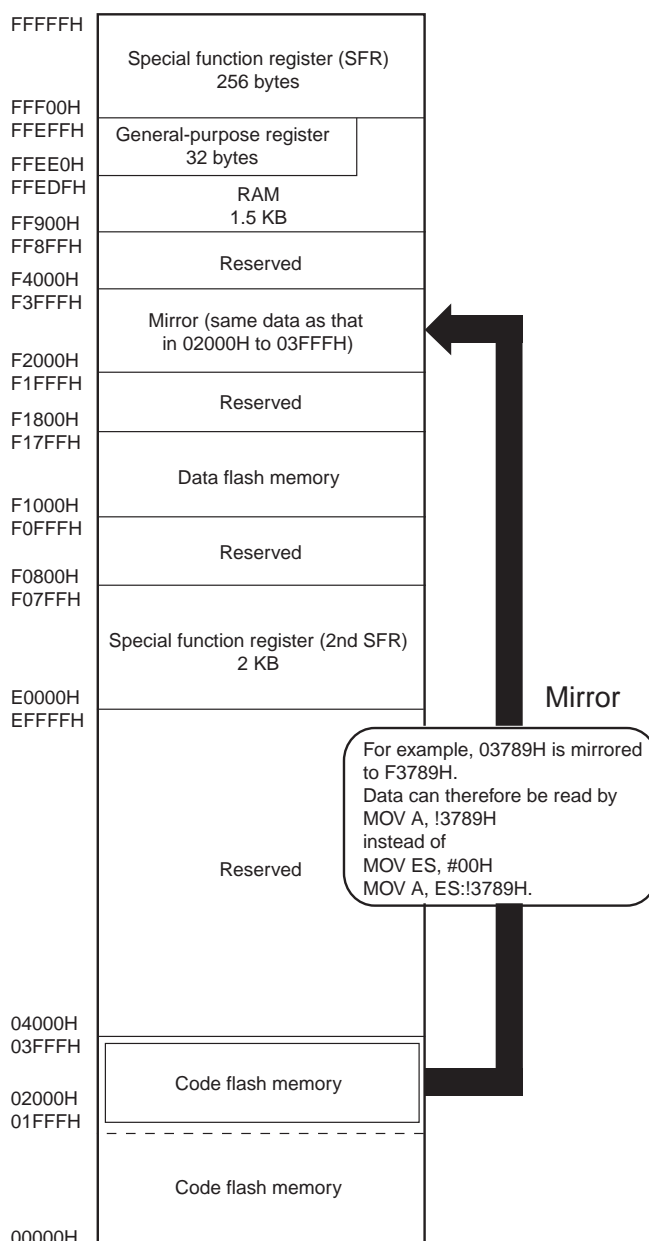 FFFFFH
Special function register (SFR)
256 bytes
FFF00H
FFEFFH
General-purpose register
32 bytes
FFEE0H
FFEDFH
RAM
1.5 KB
FF900H
FF8FFH
Reserved
F4000H
F3FFFH
Mirror (same data as that
in 02000H to 03FFFH)
F2000H
F1FFFH
Reserved
F1800H
F17FFH
Data flash memory
F1000H
F0FFFH
Reserved
F0800H
F07FFH
Special function register (2nd SFR)
2 KB
E0000H
EFFFFH
Mirror
For example, 03789H is mirrored
to F3789H.
Data can therefore be read by
MOV A, !3789H
instead of
MOV ES, #00H
MOV A, ES:!3789H.
Reserved
04000H
03FFFH
Code flash memory
02000H
01FFFH
Code flash memory
00000H